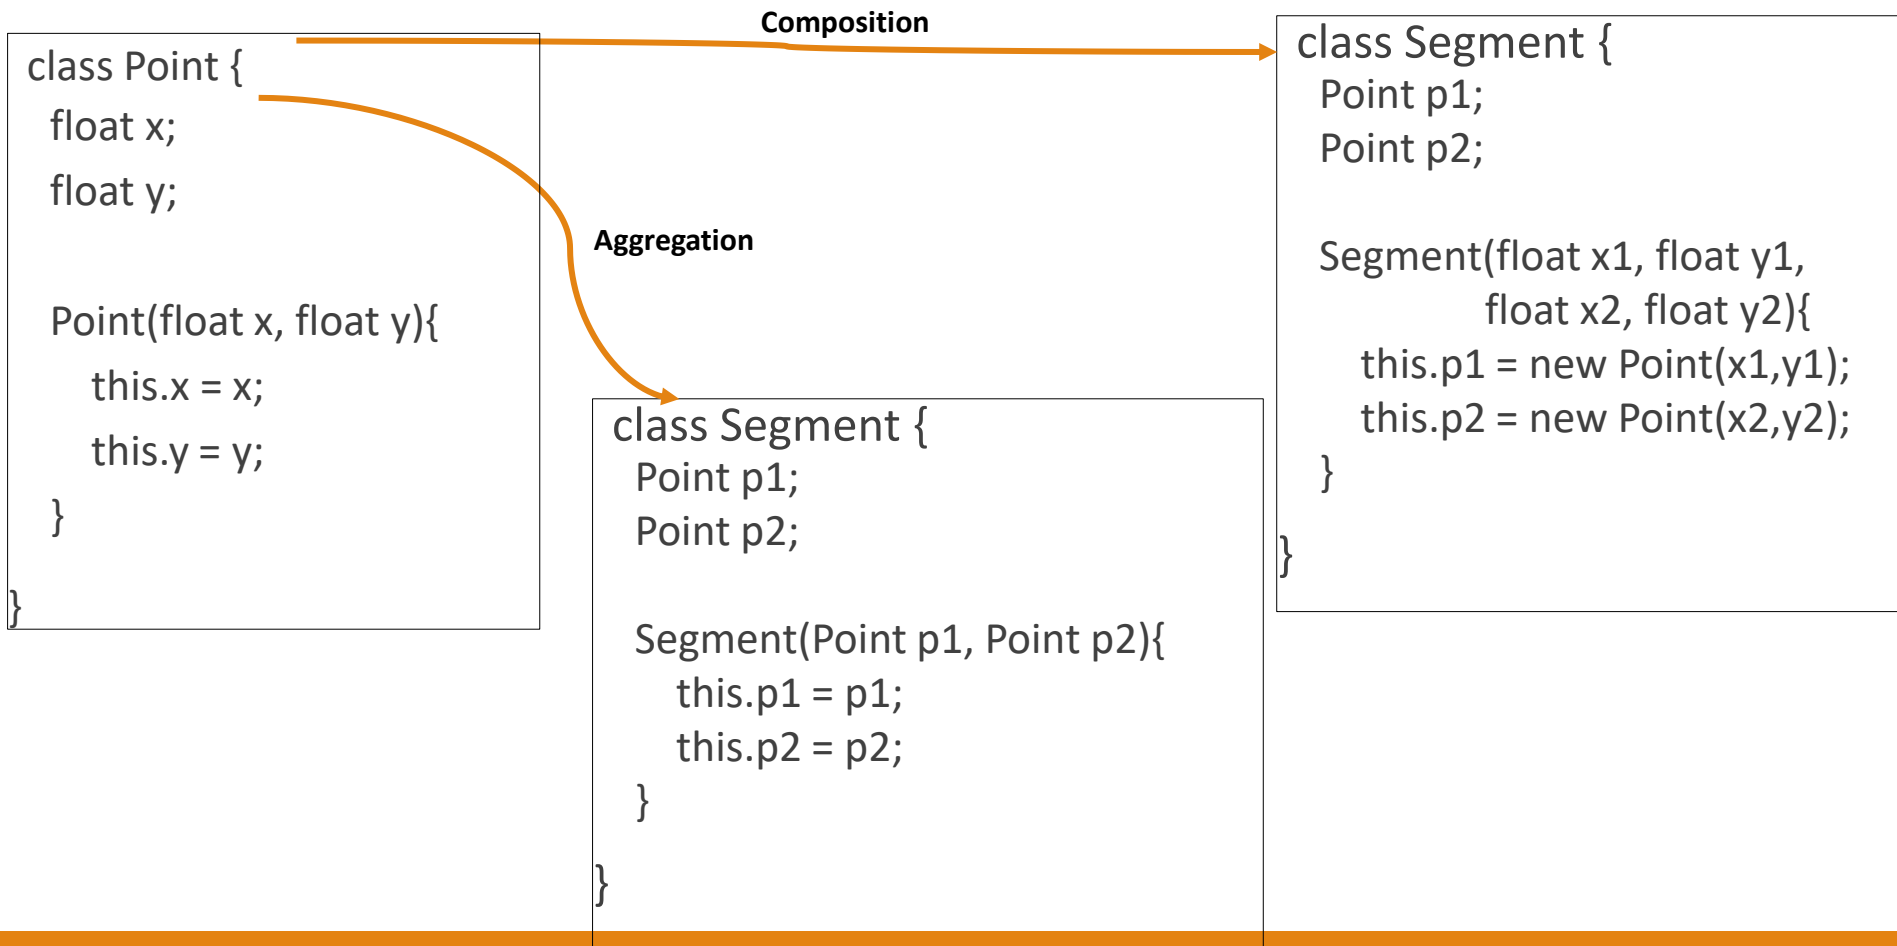 Composition
class Point {
float x;
float y;
Point(float x, float y){
this.x = x;
this.y = y;
}
}
Aggregation
class Segment {
Point p1;
Point p2;
Segment(Point p1, Point p2){
this.p1 = p1;
this.p2 = p2;
}
}
class Segment {
Point p1;
Point p2;
Segment(float x1, float y1,
float x2, float y2){
this.p1 = new Point(x1,y1);
this.p2 = new Point(x2,y2);
}
}